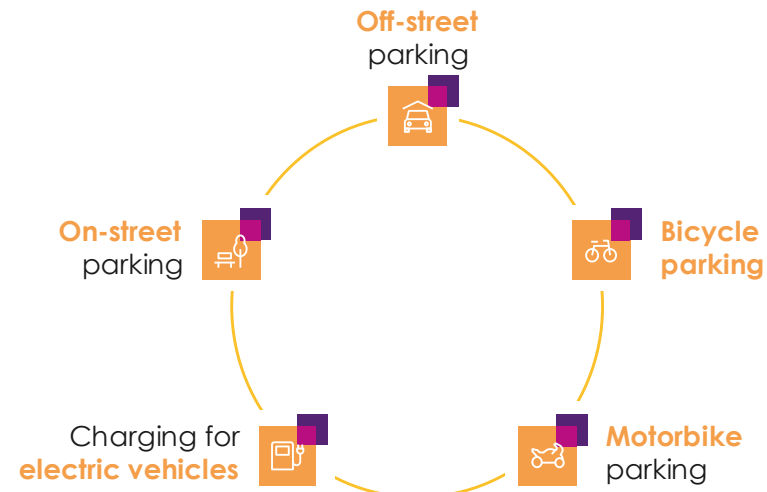 Off-street
parking
On-street
parking
Bicycle
parking
Charging for
electric vehicles
Motorbike
parking